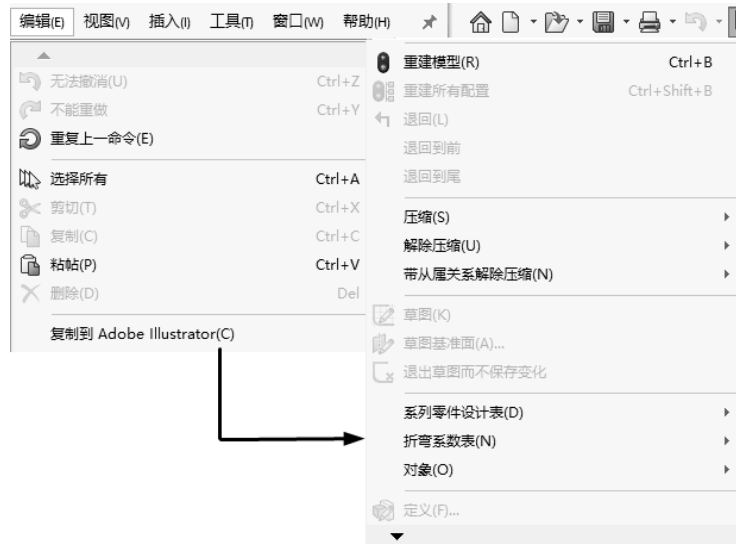 编辑(E) 视图(V) 插入(I) 工具(T) 窗口(W) 帮助(H)
无法撤消(U) Ctrl+Z
不能重做 Ctrl+Y
重复上一命令(E)
选择所有 Ctrl+A
剪切(T) Ctrl+X
复制(C) Ctrl+C
粘帖(P) Ctrl+V
删除(D) Del
复制到 Adobe Illustrator(C)
重建模型(R) Ctrl+B
重建所有配置 Ctrl+Shift+B
退回(L)
退回到前
退回到尾
压缩(S)
解除压缩(U)
带从属关系解除压缩(N)
草图(K)
草图基准面(A)...
退出草图而不保存变化
系列零件设计表(D)
折弯系数表(N)
对象(O)
定义(F)...